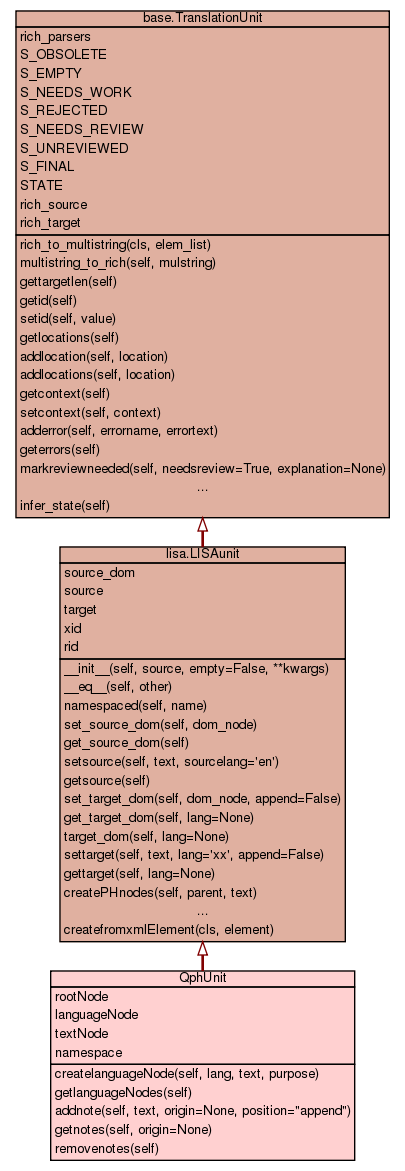 base.TranslationUnit
rich_parsers
S_OBSOLETE
S_EMPTY
S_NEEDS_WORK
S_REJECTED
S_NEEDS_REVIEW
S_UNREVIEWED
S_FINAL
STATE
rich_source
rich_target
rich_to_multistring(cls, elem_list)
multistring_to_rich(self, mulstring)
gettargetlen(self)
getid(self)
setid(self, value)
getlocations(self)
addlocation(self, location)
addlocations(self, location)
getcontext(self)
setcontext(self, context)
adderror(self, errorname, errortext)
geterrors(self)
markreviewneeded(self, needsreview=True, explanation=None)
...
infer_state(self)
lisa.LISAunit
source_dom
source
target
xid
rid
__init__(self, source, empty=False, **kwargs)
__eq__(self, other)
namespaced(self, name)
set_source_dom(self, dom_node)
get_source_dom(self)
setsource(self, text, sourcelang='en')
getsource(self)
set_target_dom(self, dom_node, append=False)
get_target_dom(self, lang=None)
target_dom(self, lang=None)
settarget(self, text, lang='xx', append=False)
gettarget(self, lang=None)
createPHnodes(self, parent, text)
...
createfromxmlElement(cls, element)
QphUnit
rootNode
languageNode
textNode
namespace
createlanguageNode(self, lang, text, purpose)
getlanguageNodes(self)
addnote(self, text, origin=None, position="append")
getnotes(self, origin=None)
removenotes(self)